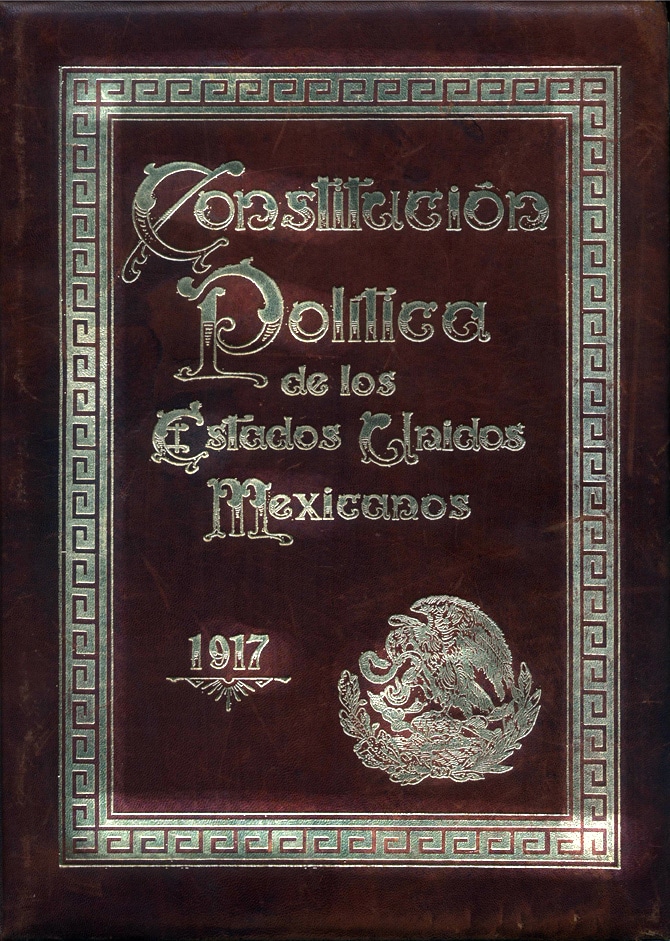 Constitución
Política
de los
Estados Unidos
Mexicanos
1917